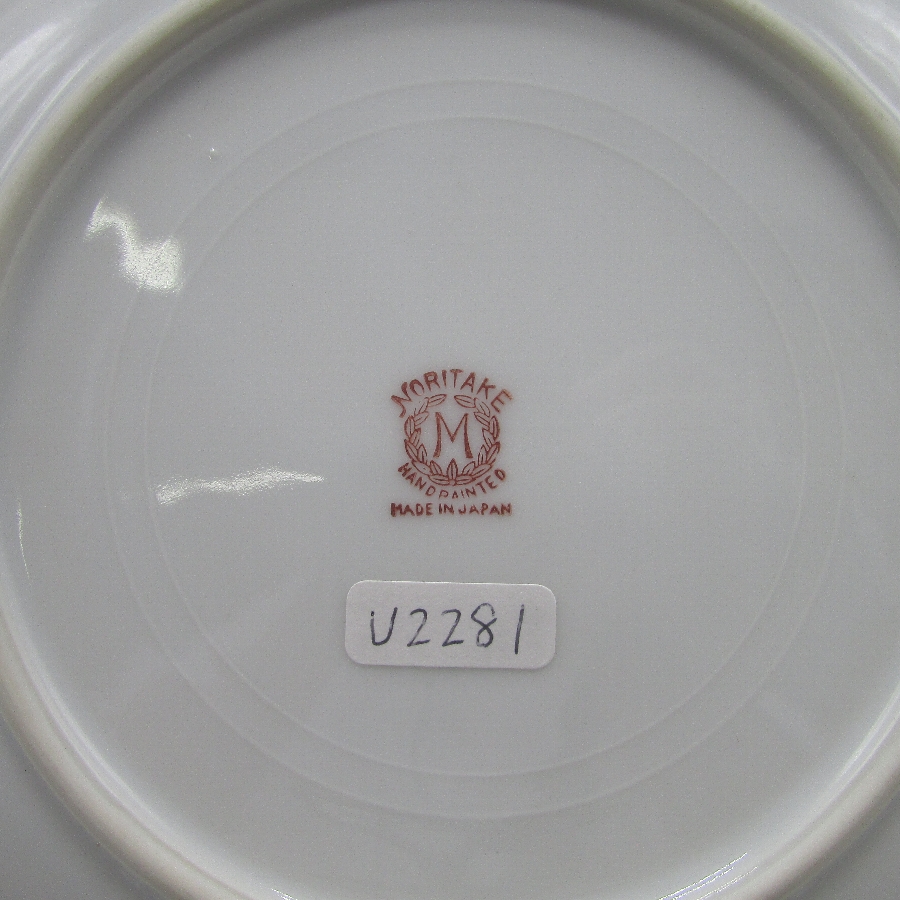 NORITAKE
M
HANDPAINTED
MADE IN JAPAN
U2281